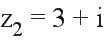 z₂ = 3 + i